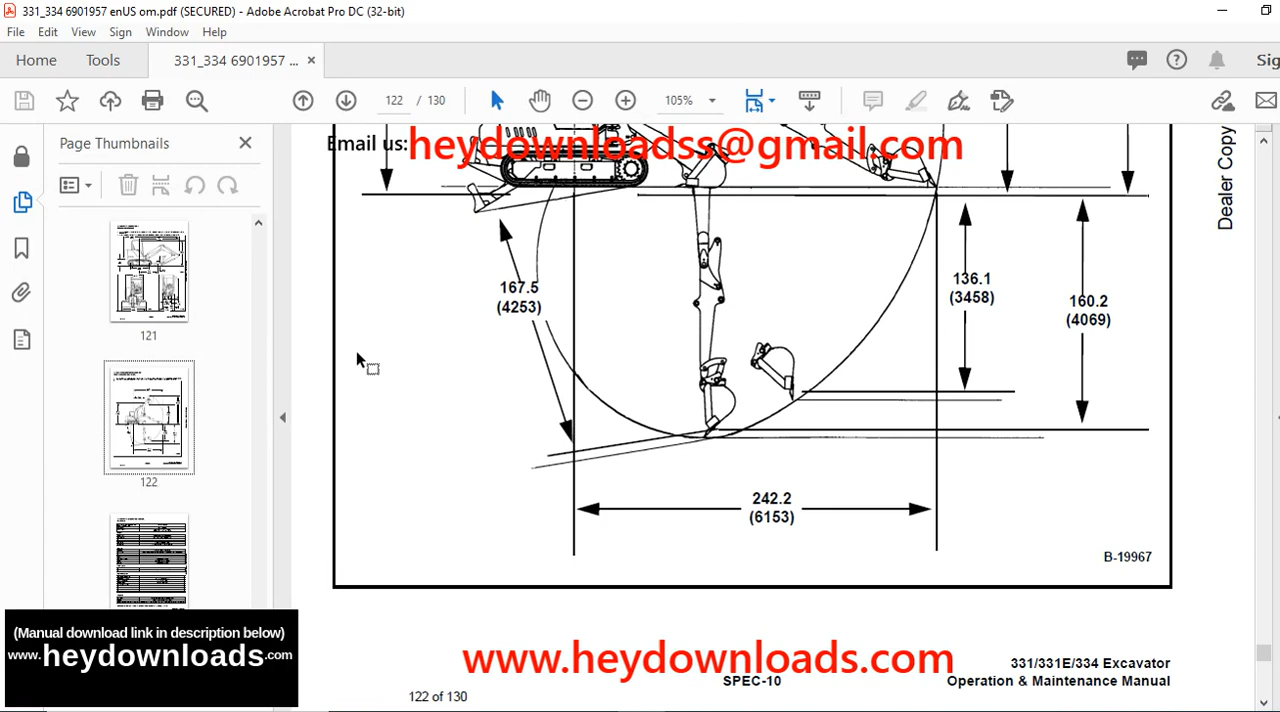 331_334 6901957 enUS om.pdf (SECURED) - Adobe Acrobat Pro DC (32-bit)
File Edit View Sign Window Help
Home Tools 331_334 6901957 ... × Sig
122 / 130 105%
Page Thumbnails
Email us: heydownloadss@gmail.com
Dealer Copy
121
122
167.5
(4253)
136.1
(3458)
160.2
(4069)
242.2
(6153)
B-19967
(Manual download link in description below)
www.heydownloads.com
www.heydownloads.com
331/331E/334 Excavator
SPEC-10
Operation & Maintenance Manual
122 of 130